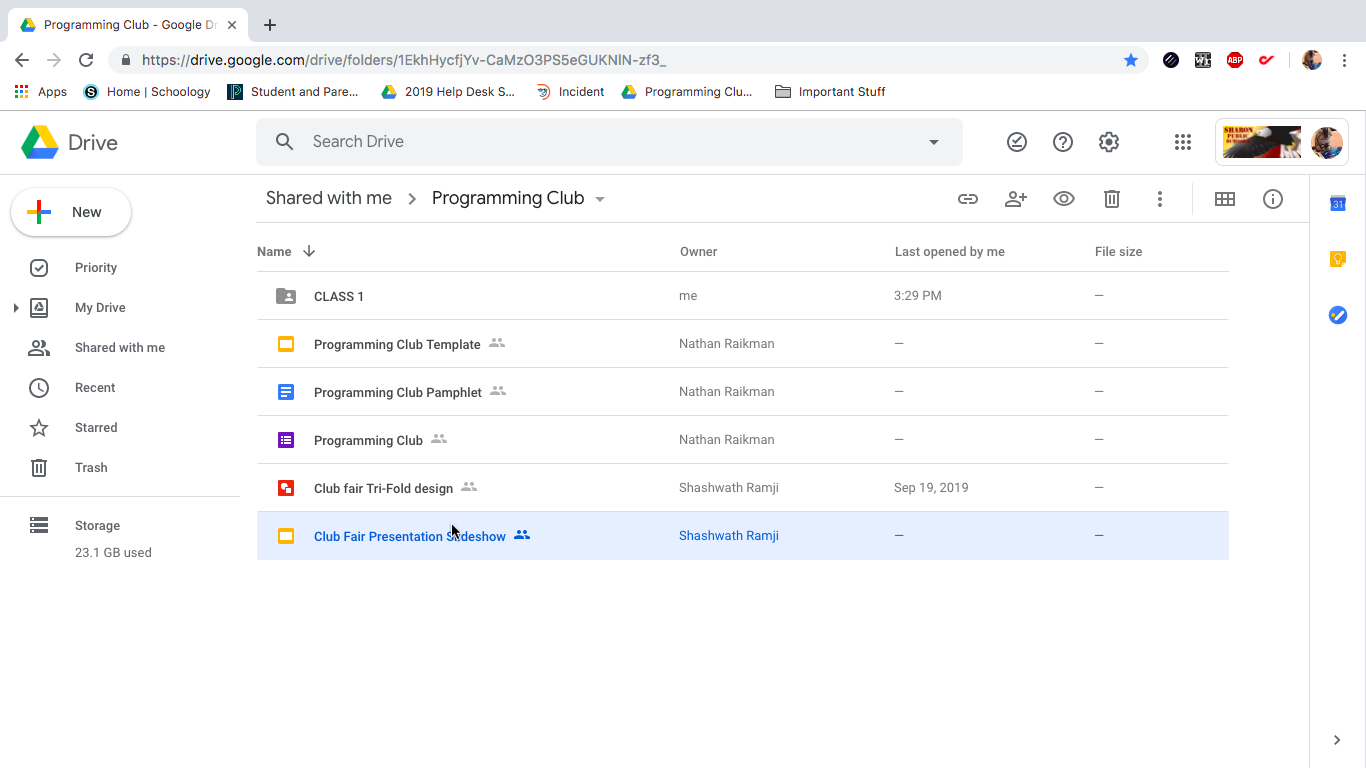 Programming Club - Google Dr
https://drive.google.com/drive/folders/1EkhHycfjYv-CaMzO3PS5eGUKNlN-zf3_
ABP
Apps Home | Schoology Student and Pare... 2019 Help Desk S... Incident Programming Clu... Important Stuff
Drive Search Drive
SHARON PUBLIC
New
Shared with me Programming Club
31
Name Owner Last opened by me File size
Priority
My Drive
Shared with me
Recent
Starred
Trash
Storage
23.1 GB used
CLASS 1 me 3:29 PM —
Programming Club Template Nathan Raikman — —
Programming Club Pamphlet Nathan Raikman — —
Programming Club Nathan Raikman — —
Club fair Tri-Fold design Shashwath Ramji Sep 19, 2019 —
Club Fair Presentation Slideshow Shashwath Ramji — —